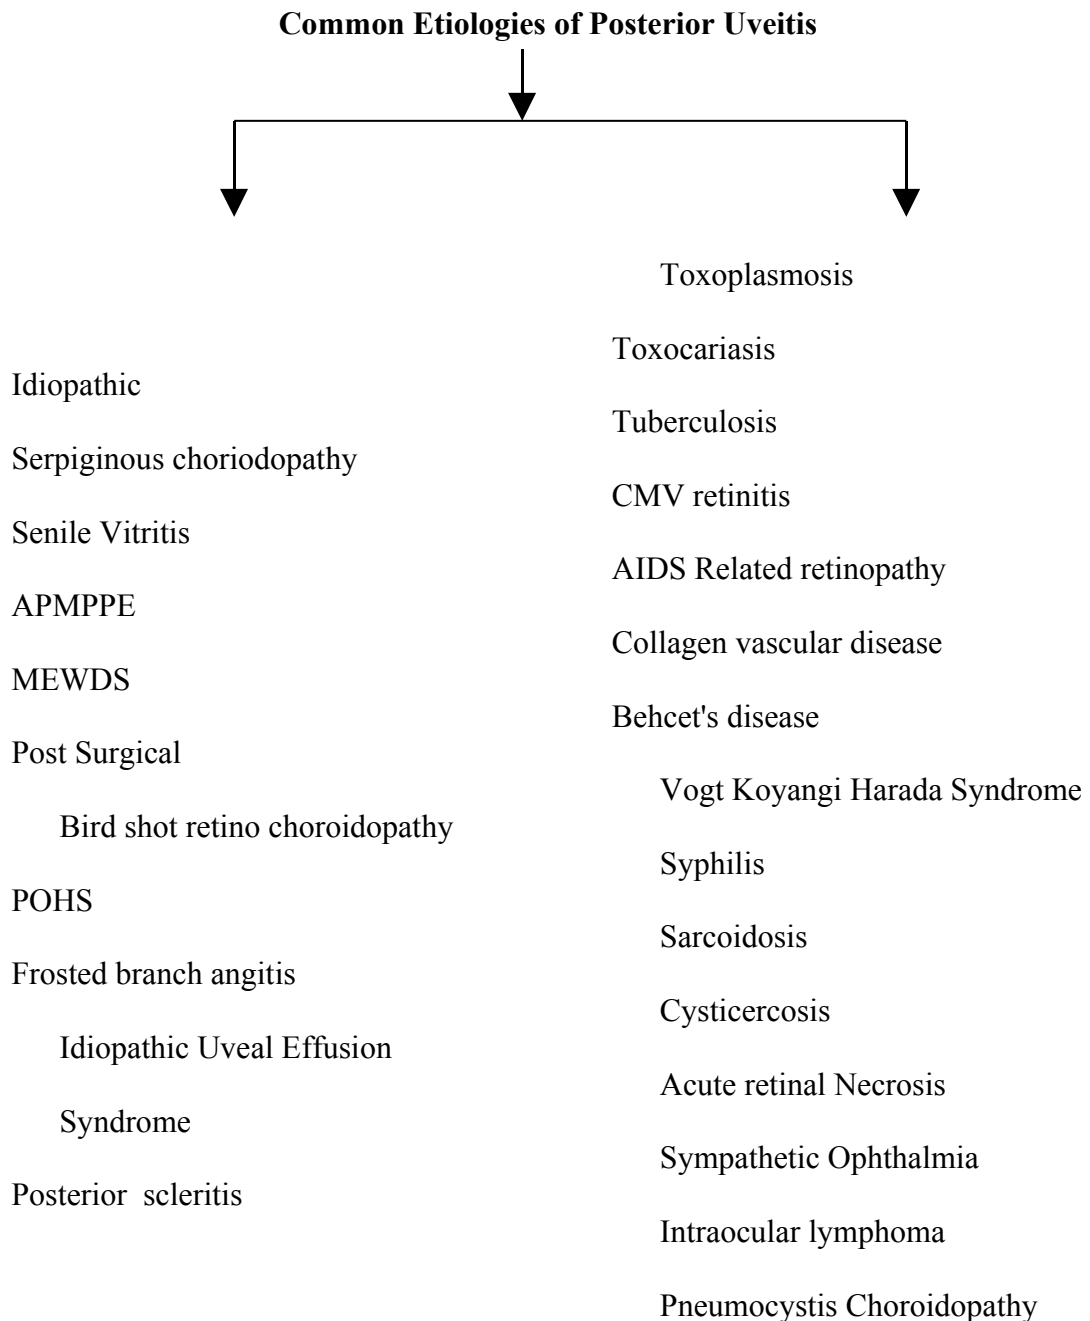 Common Etiologies of Posterior Uveitis
Idiopathic
Serpiginous choriodopathy
Senile Vitritis
APMPPE
MEWDS
Post Surgical
Bird shot retino choroidopathy
POHS
Frosted branch angitis
Idiopathic Uveal Effusion
Syndrome
Posterior scleritis
Toxoplasmosis
Toxocariasis
Tuberculosis
CMV retinitis
AIDS Related retinopathy
Collagen vascular disease
Behcet's disease
Vogt Koyangi Harada Syndrome
Syphilis
Sarcoidosis
Cysticercosis
Acute retinal Necrosis
Sympathetic Ophthalmia
Intraocular lymphoma
Pneumocystis Choroidopathy